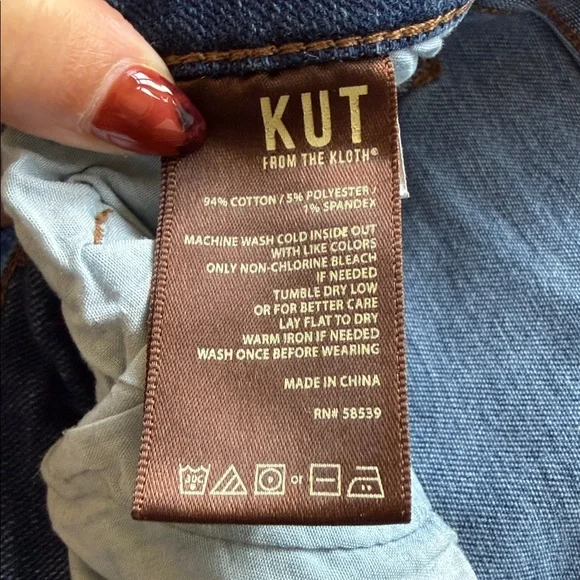 KUT
FROM THE KLOTH®
94% COTTON / 5% POLYESTER /
1% SPANDEX
MACHINE WASH COLD INSIDE OUT
WITH LIKE COLORS
ONLY NON-CHLORINE BLEACH
IF NEEDED
TUMBLE DRY LOW
OR FOR BETTER CARE
LAY FLAT TO DRY
WARM IRON IF NEEDED
WASH ONCE BEFORE WEARING
MADE IN CHINA
RN# 58539
or